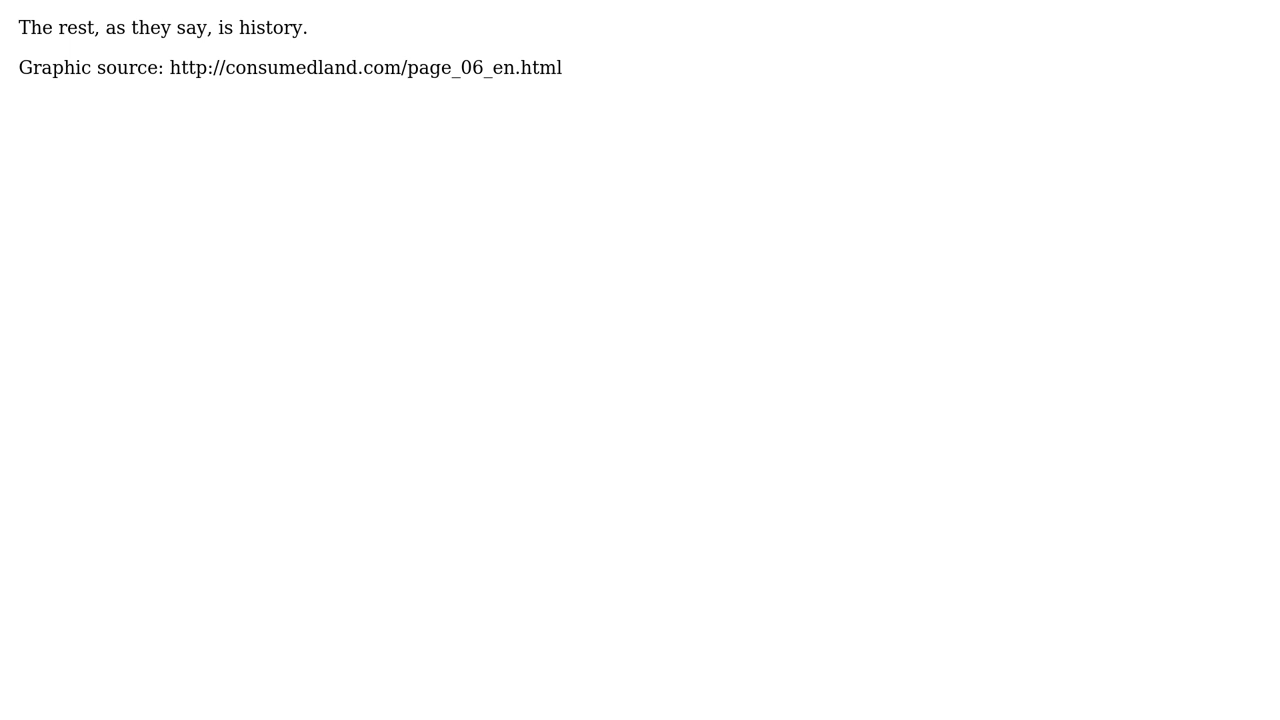 The rest, as they say, is history.
Graphic source: http://consumedland.com/page_06_en.html